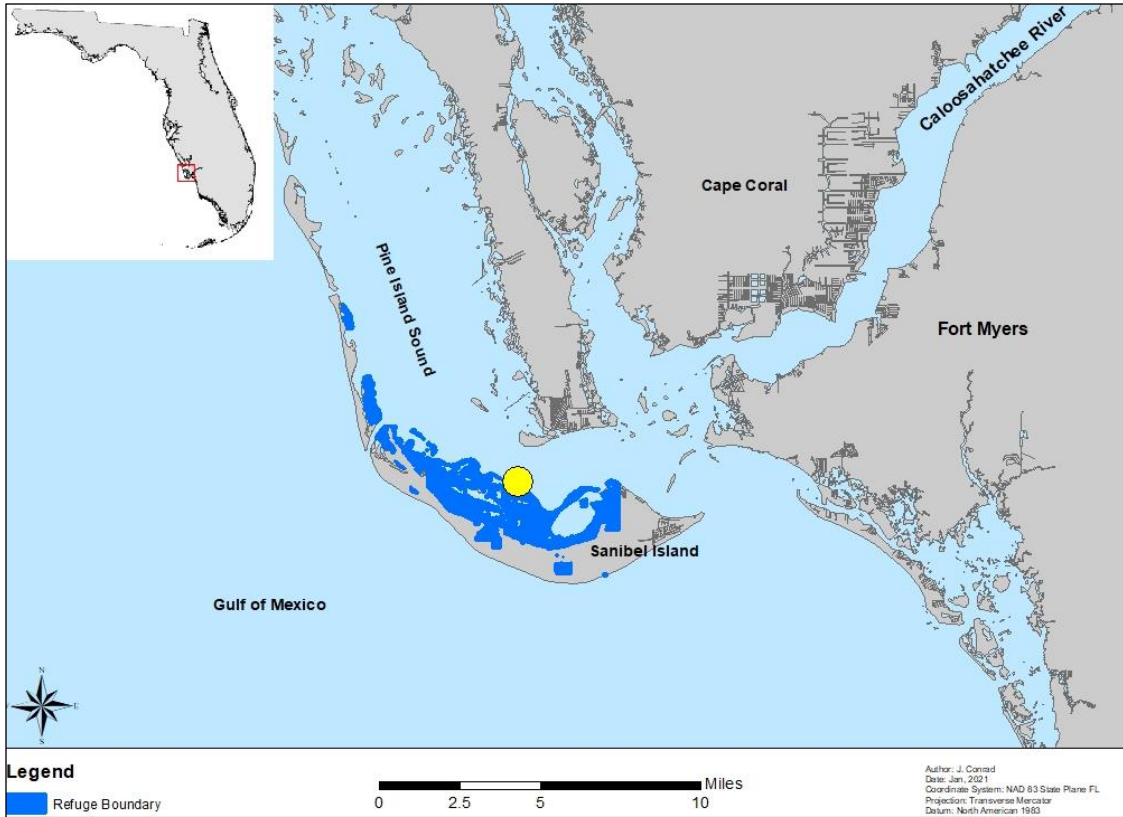 Caloosahatchee River
Cape Coral
Pine Island Sound
Fort Myers
Sanibel Island
Gulf of Mexico
N
E
S
Legend
Refuge Boundary
Miles
0 2.5 5 10
Author: J. Conrad
Date: Jan, 2021
Coordinate System: NAD 83 State Plane FL
Projection: Transverse Mercator
Datum: North American 1983